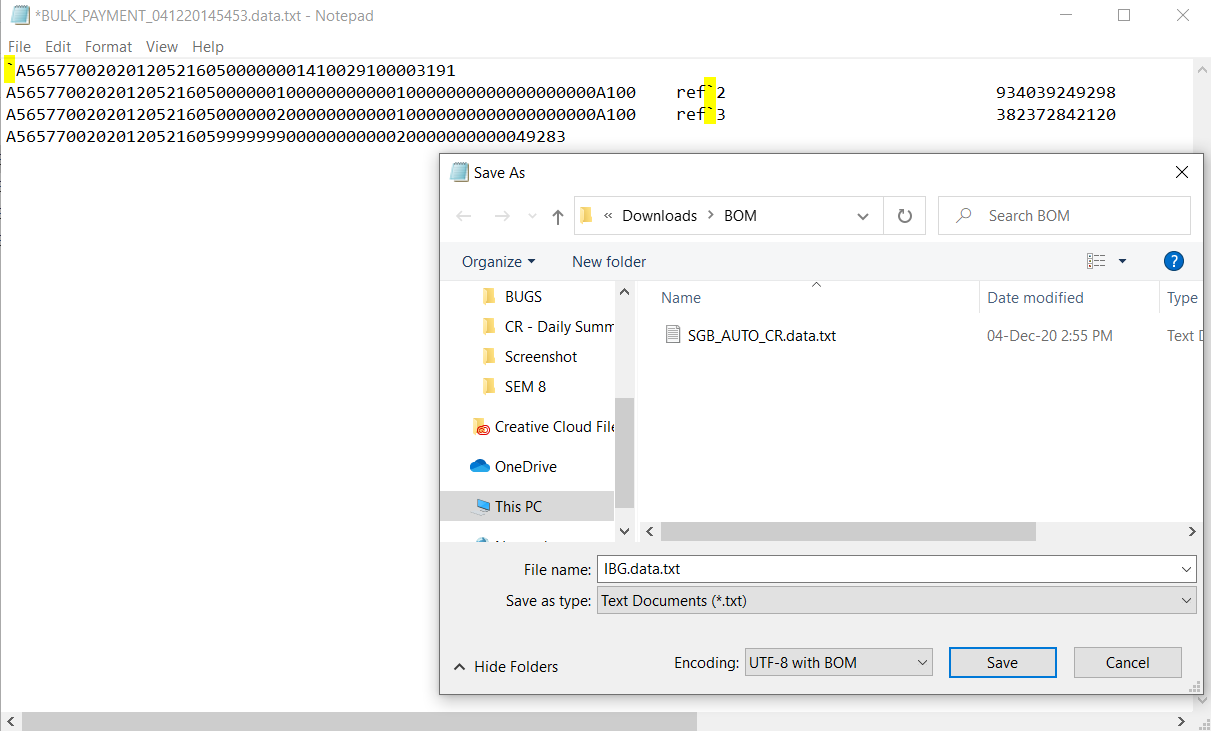 *BULK_PAYMENT_041220145453.data.txt - Notepad
File Edit Format View Help
`A5657700202012052160500000001410029100003191
A5657700202012052160500000010000000000010000000000000000000A100 ref`2 934039249298
A5657700202012052160500000020000000000010000000000000000000A100 ref`3 382372842120
A5657700202012052160599999990000000000020000000000049283
Save As
« Downloads > BOM
Search BOM
Organize New folder
BUGS
CR - Daily Summ
Screenshot
SEM 8
Creative Cloud File
OneDrive
This PC
Name Date modified Type
SGB_AUTO_CR.data.txt 04-Dec-20 2:55 PM Text D
File name: IBG.data.txt
Save as type: Text Documents (*.txt)
Hide Folders Encoding: UTF-8 with BOM Save Cancel